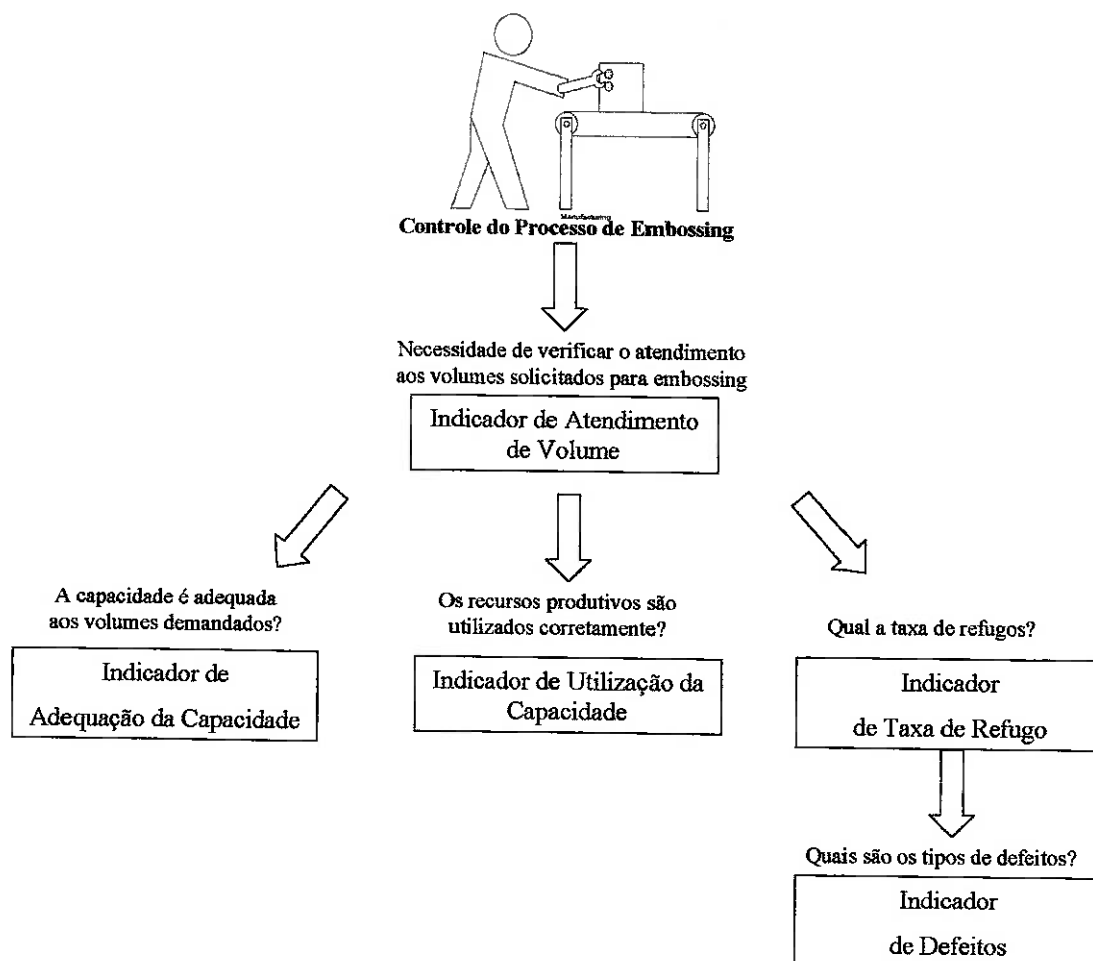 Manufacturing
Controle do Processo de Embossing
Necessidade de verificar o atendimento
aos volumes solicitados para embossing
Indicador de Atendimento
de Volume
A capacidade é adequada
aos volumes demandados?
Indicador de
Adequação da Capacidade
Os recursos produtivos são
utilizados corretamente?
Indicador de Utilização da
Capacidade
Qual a taxa de refugos?
Indicador
de Taxa de Refugo
Quais são os tipos de defeitos?
Indicador
de Defeitos